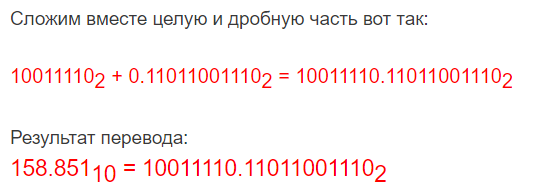 Сложим вместе целую и дробную часть вот так:
10011110₂ + 0.11011001110₂ = 10011110.11011001110₂
Результат перевода:
158.851₁₀ = 10011110.11011001110₂